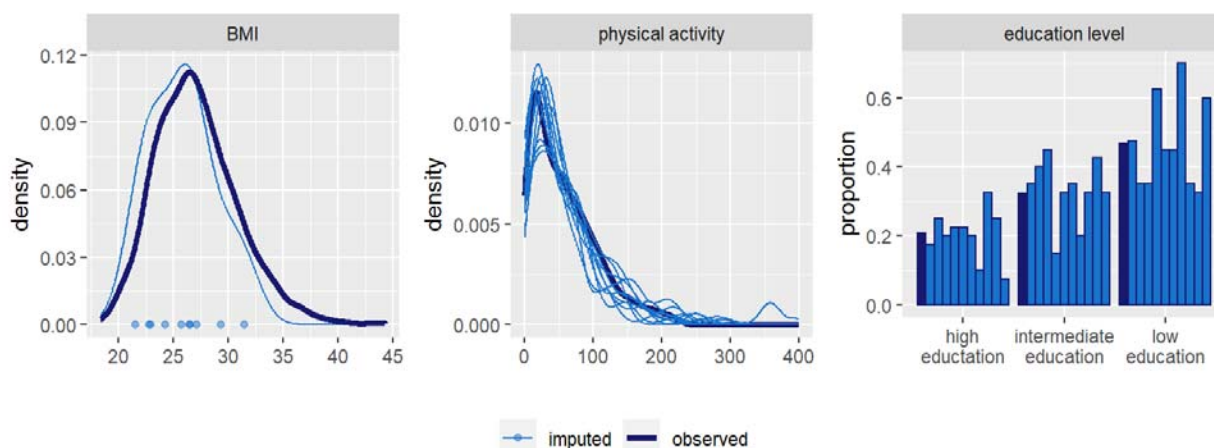 BMI
physical activity
education level
density
0.12
0.09
0.06
0.03
0.00
20
25
30
35
40
45
density
0.010
0.005
0.000
0
100
200
300
400
proportion
0.6
0.4
0.2
0.0
high
eductation
intermediate
education
low
education
imputed
observed